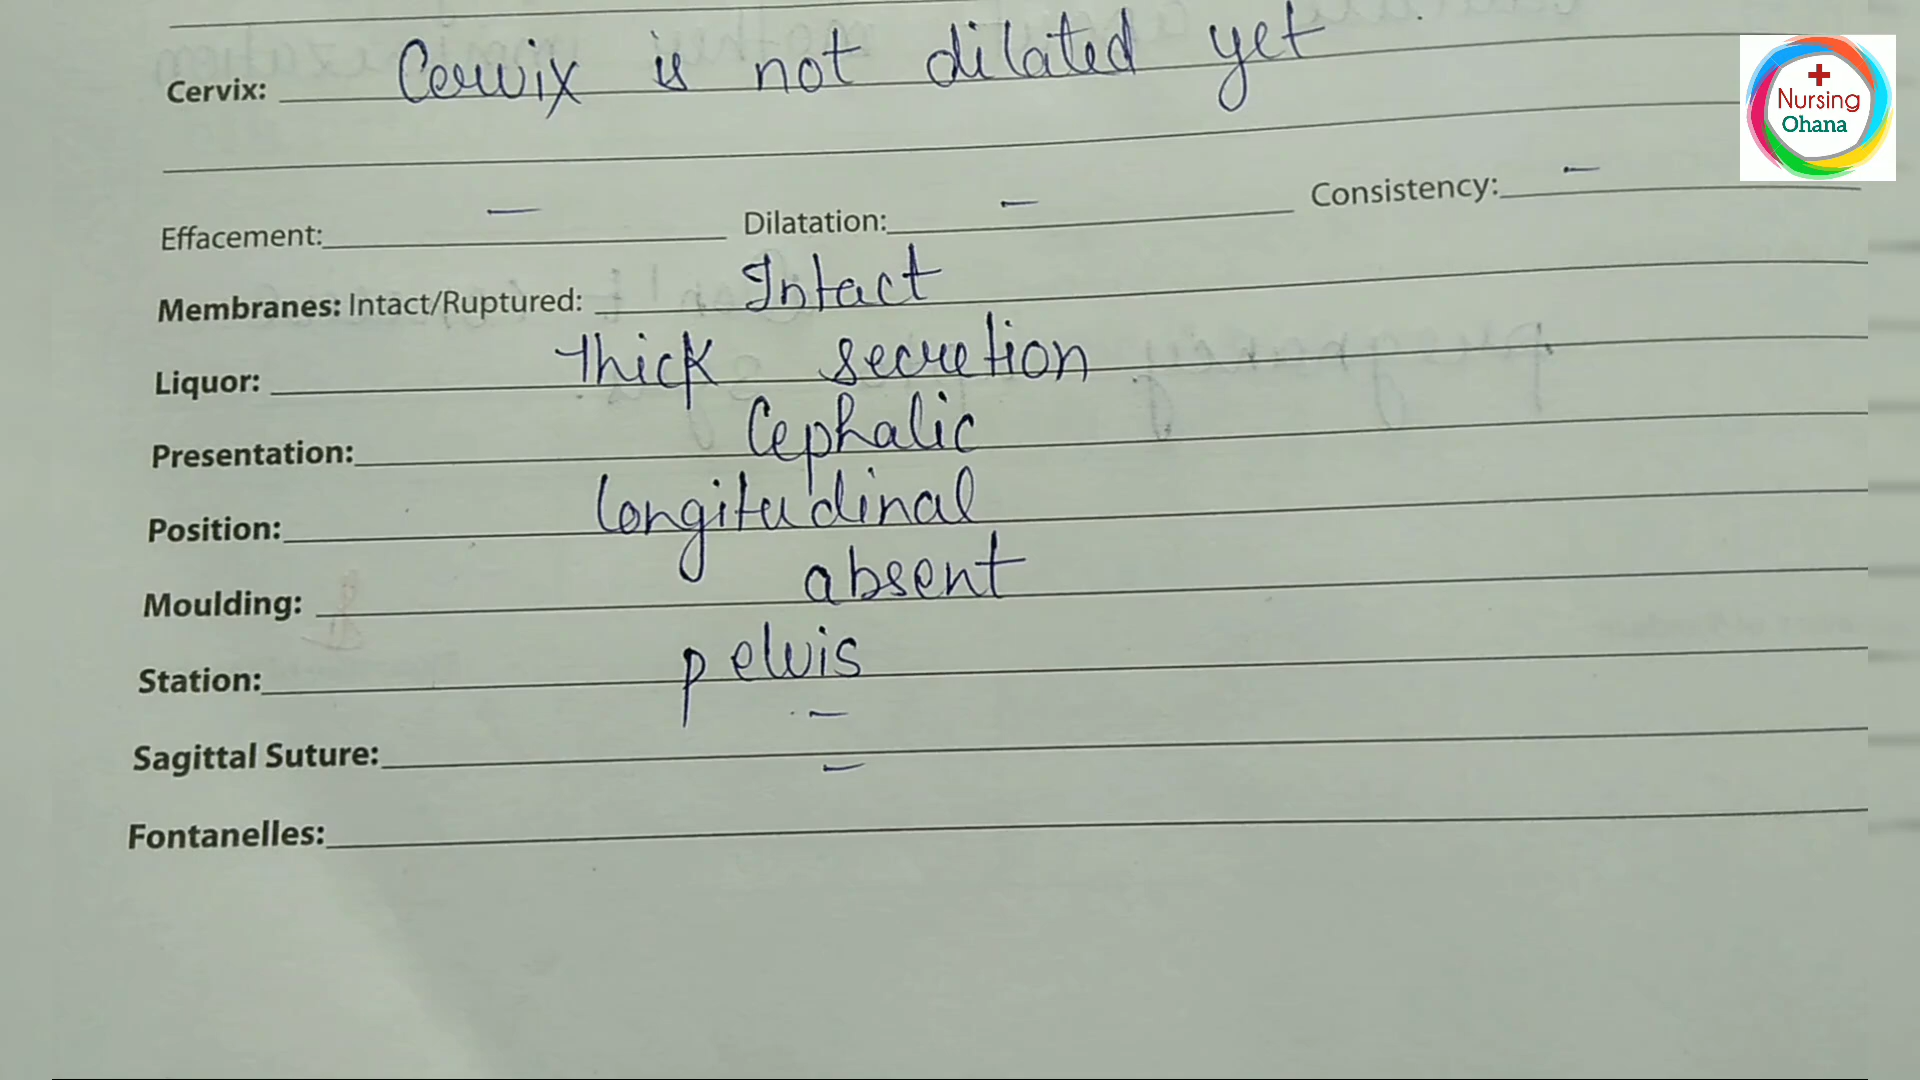 Cervix: Cervix is not dilated yet
Nursing
Ohana
Effacement: — Dilatation: — Consistency: —
Membranes: Intact/Ruptured: Intact
Liquor: Thick secretion
Presentation: Cephalic
Position: longitudinal
Moulding: absent
Station: pelvis
Sagittal Suture: —
Fontanelles: —